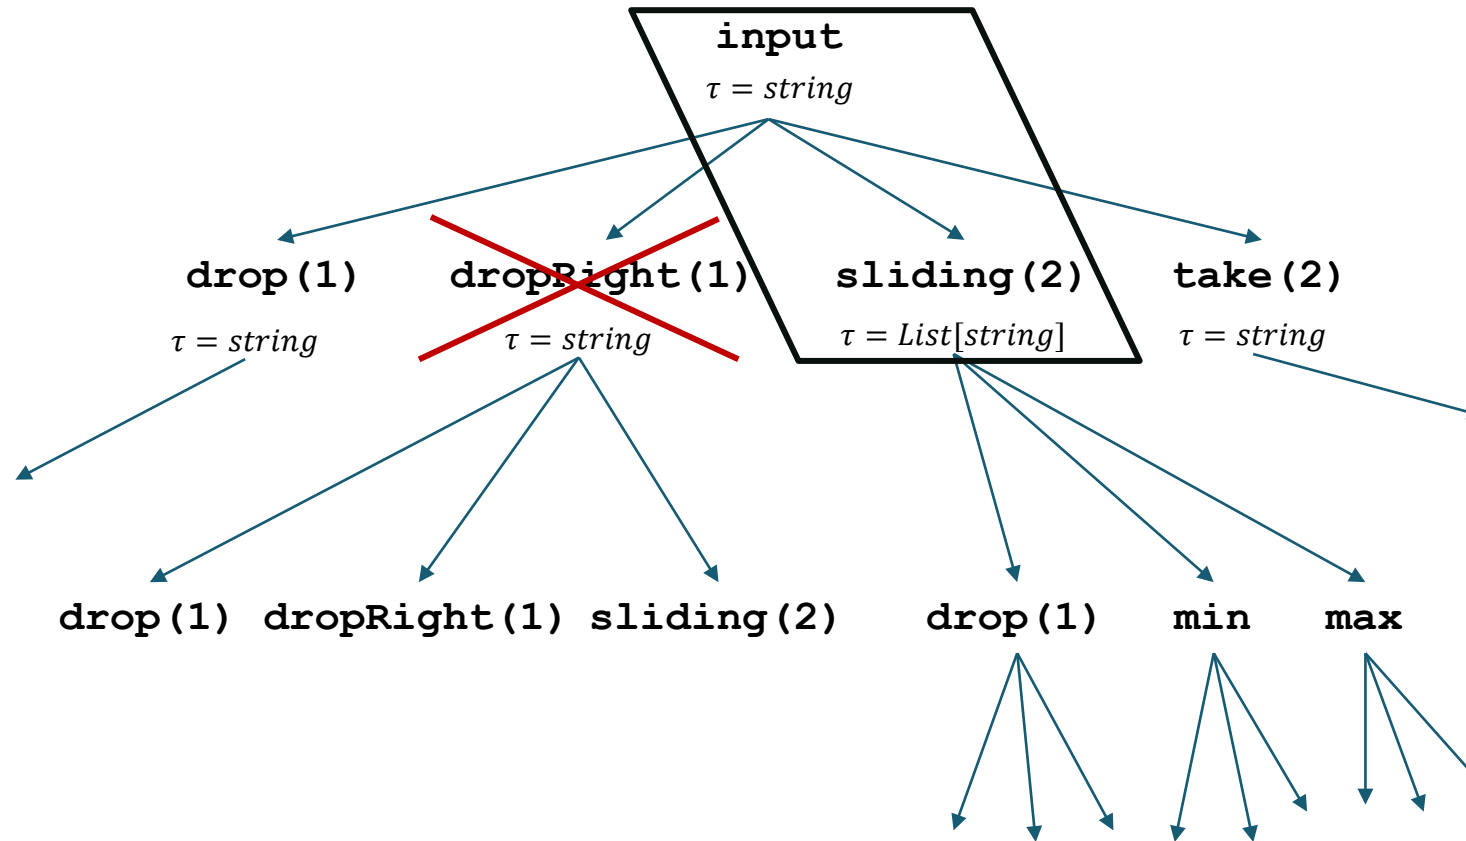 input
τ = string
drop(1) dropRight(1) sliding(2) take(2)
τ = string τ = string τ = List[string] τ = string
drop(1) dropRight(1) sliding(2) drop(1) min max